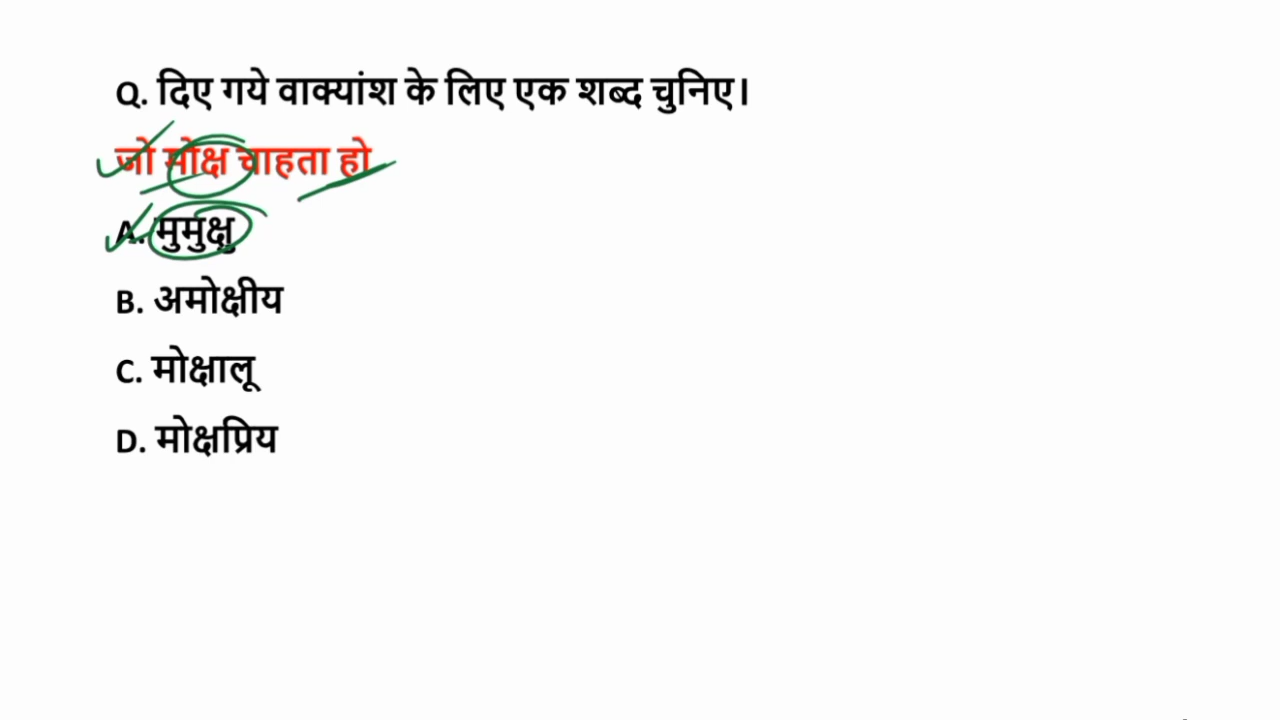 Q. दिए गये वाक्यांश के लिए एक शब्द चुनिए।
जो मोक्ष चाहता हो
A. मुमुक्षु
B. अमोक्षीय
C. मोक्षालू
D. मोक्षप्रिय